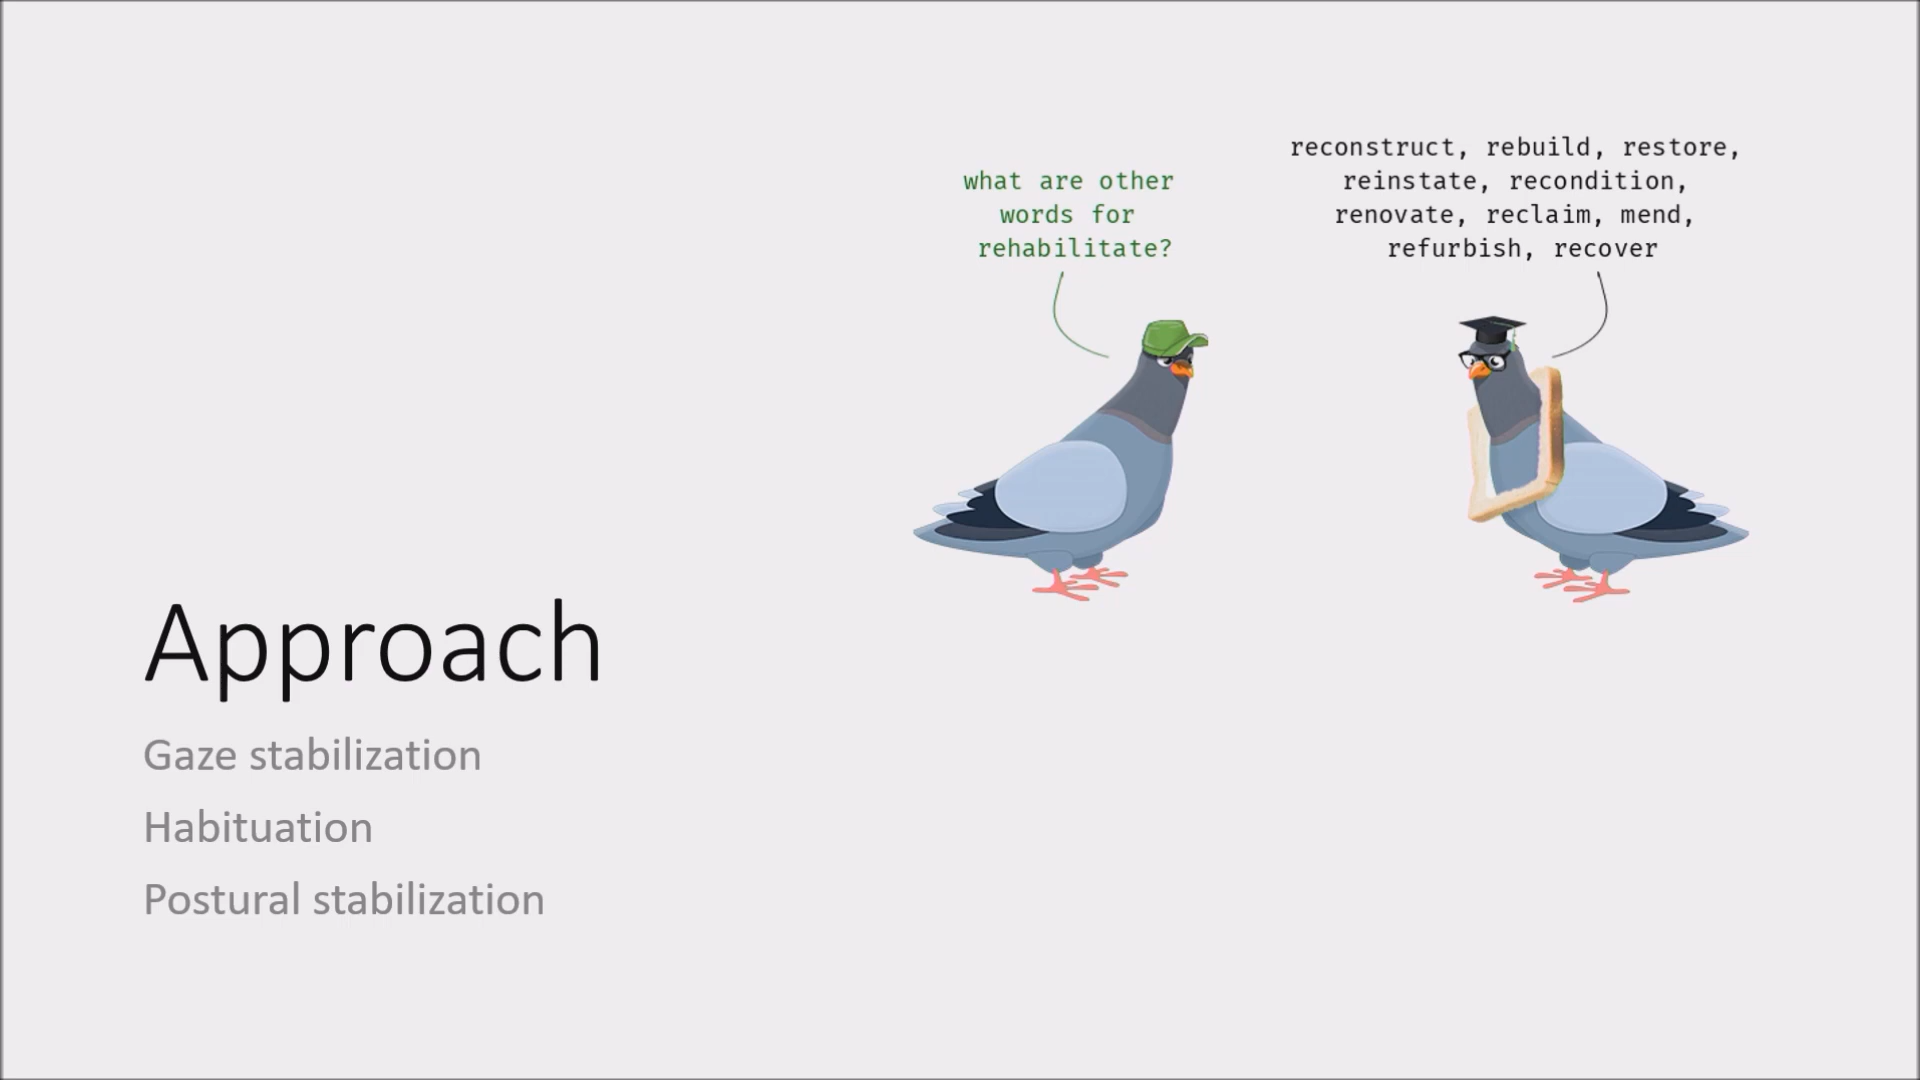 what are other
words for
rehabilitate?
reconstruct, rebuild, restore,
reinstate, recondition,
renovate, reclaim, mend,
refurbish, recover
Approach
Gaze stabilization
Habituation
Postural stabilization